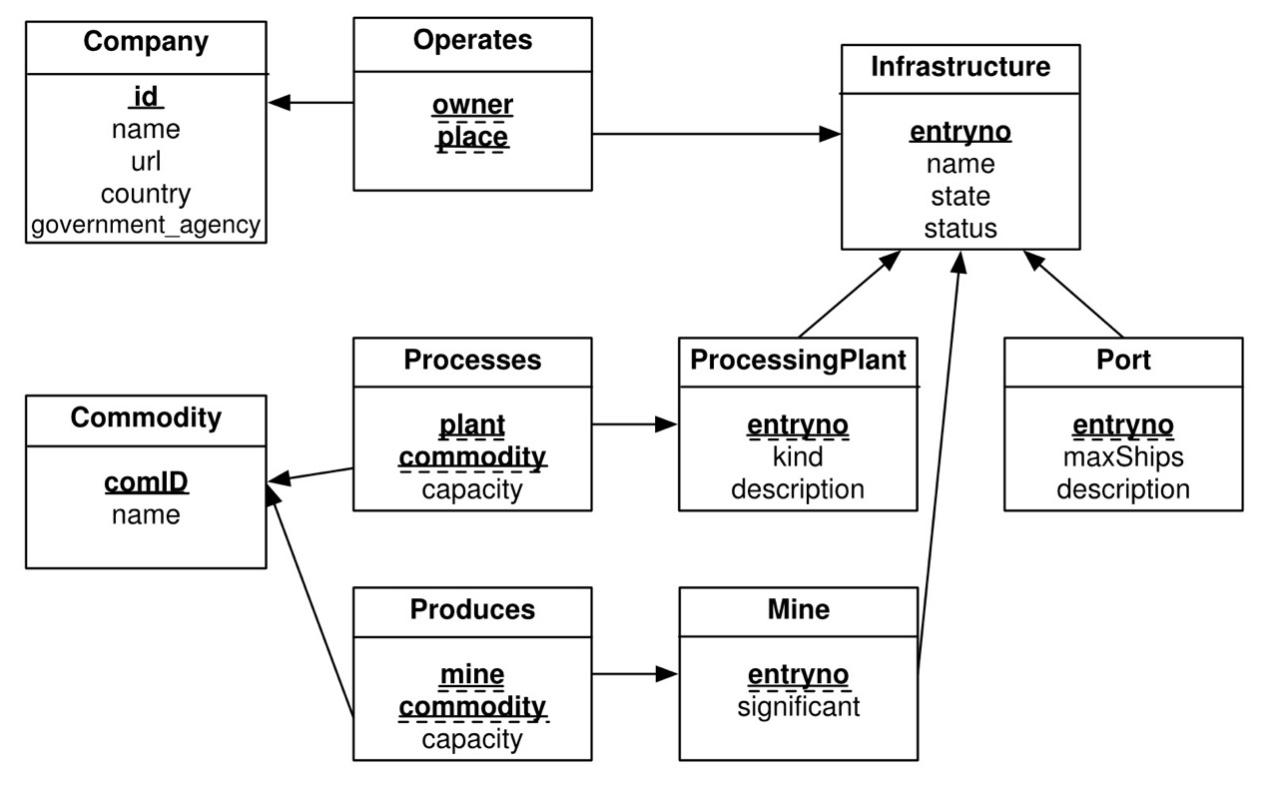 Company
id
name
url
country
government_agency
Operates
owner
place
Infrastructure
entryno
name
state
status
Commodity
comID
name
Processes
plant
commodity
capacity
ProcessingPlant
entryno
kind
description
Port
entryno
maxShips
description
Produces
mine
commodity
capacity
Mine
entryno
significant